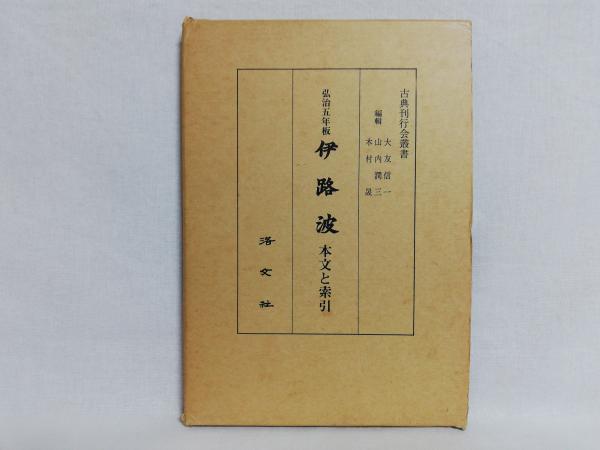 古典刊行会叢書
編輯
大友信一
山内潤三
木村晟
弘治五年板
伊路波
本文と索引
洛文社